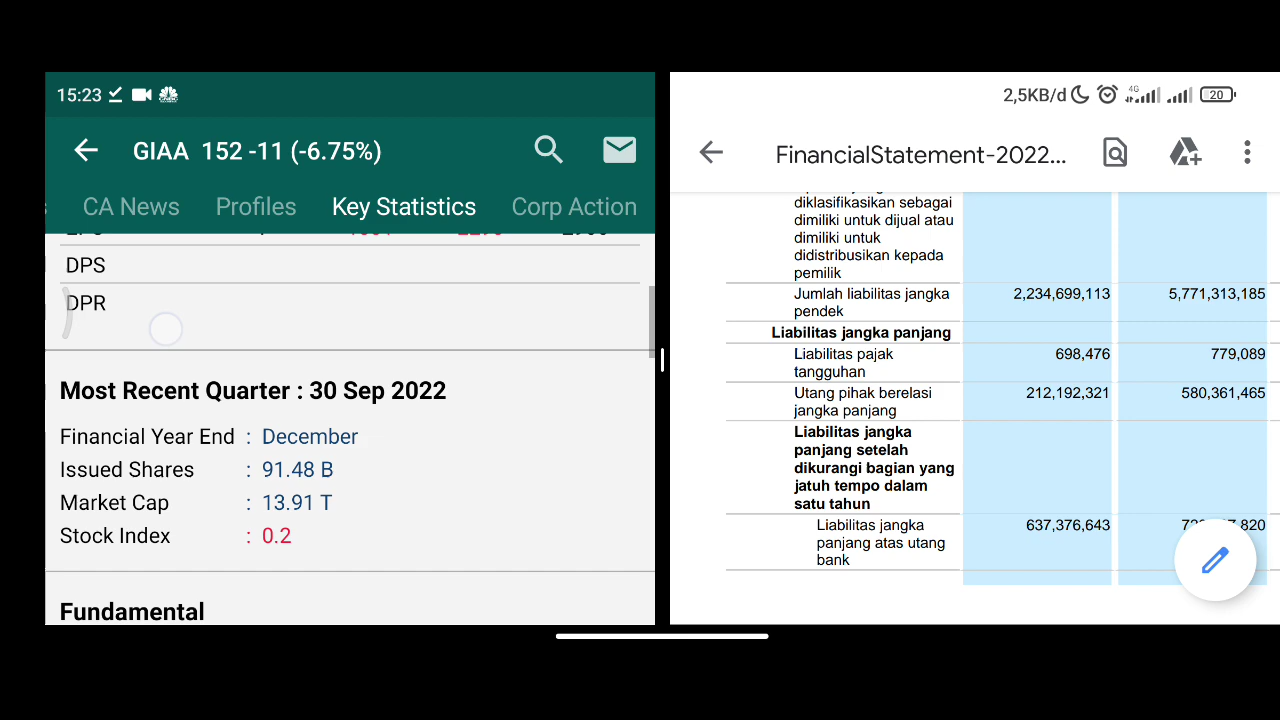 15:23
GIAA 152 -11 (-6.75%)
CA News Profiles Key Statistics Corp Action
DPS
DPR
Most Recent Quarter : 30 Sep 2022
Financial Year End : December
Issued Shares : 91.48 B
Market Cap : 13.91 T
Stock Index : 0.2
Fundamental
2,5KB/d 4G 20
FinancialStatement-2022...
diklasifikasikan sebagai
dimiliki untuk dijual atau
dimiliki untuk
didistribusikan kepada
pemilik
Jumlah liabilitas jangka 2,234,699,113 5,771,313,185
pendek
Liabilitas jangka panjang
Liabilitas pajak 698,476 779,089
tangguhan
Utang pihak berelasi 212,192,321 580,361,465
jangka panjang
Liabilitas jangka
panjang setelah
dikurangi bagian yang
jatuh tempo dalam
satu tahun
Liabilitas jangka 637,376,643
panjang atas utang
bank